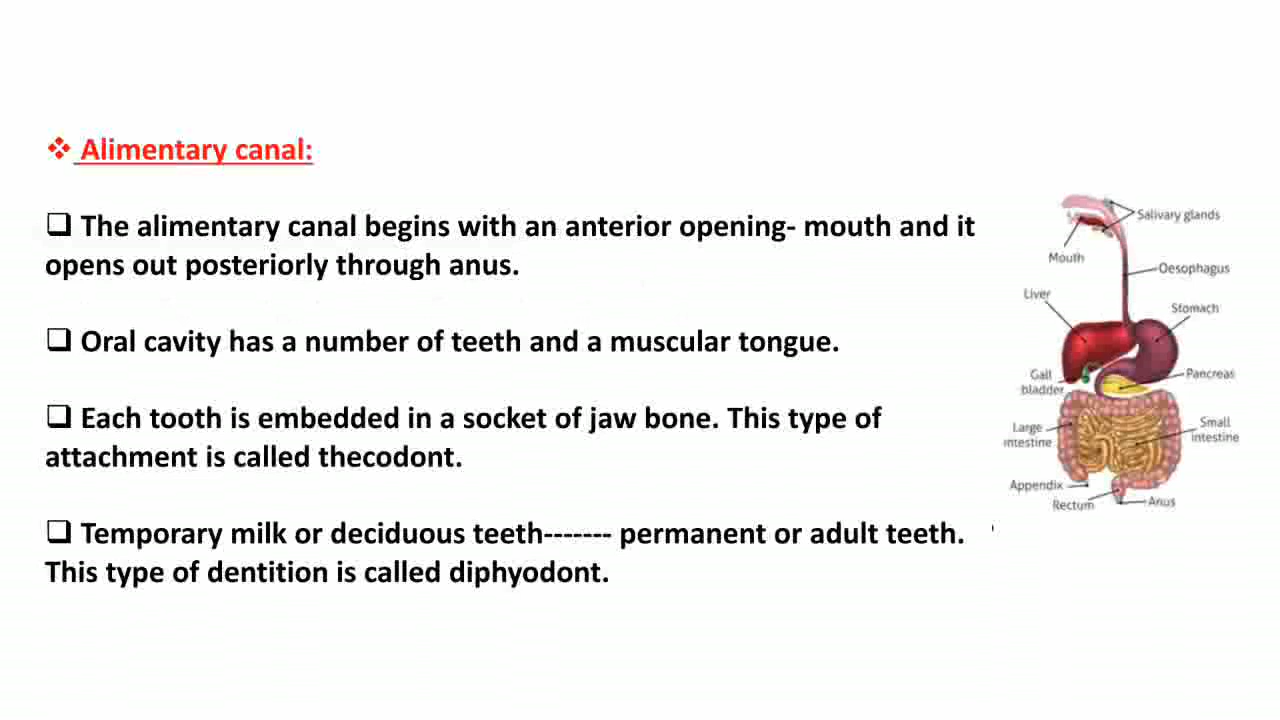 ❖ Alimentary canal:
❑ The alimentary canal begins with an anterior opening- mouth and it
opens out posteriorly through anus.
❑ Oral cavity has a number of teeth and a muscular tongue.
❑ Each tooth is embedded in a socket of jaw bone. This type of
attachment is called thecodont.
❑ Temporary milk or deciduous teeth------- permanent or adult teeth.
This type of dentition is called diphyodont.
Salivary glands
Mouth
Oesophagus
Liver
Stomach
Gall
bladder
Pancreas
Large
intestine
Small
intestine
Appendix
Rectum
Anus